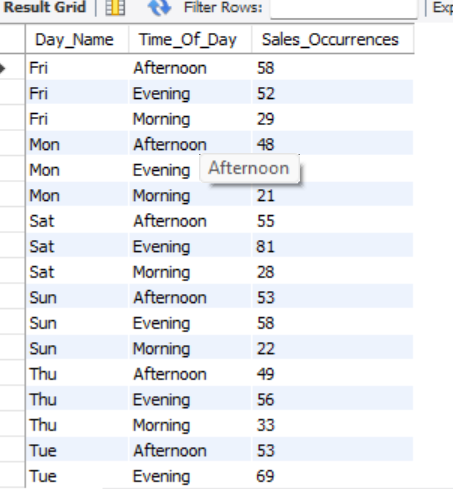 Result Grid Filter Rows: Exp
Day_Name Time_Of_Day Sales_Occurrences
Fri Afternoon 58
Fri Evening 52
Fri Morning 29
Mon Afternoon 48
Mon Evening
Afternoon
Mon Morning 21
Sat Afternoon 55
Sat Evening 81
Sat Morning 28
Sun Afternoon 53
Sun Evening 58
Sun Morning 22
Thu Afternoon 49
Thu Evening 56
Thu Morning 33
Tue Afternoon 53
Tue Evening 69